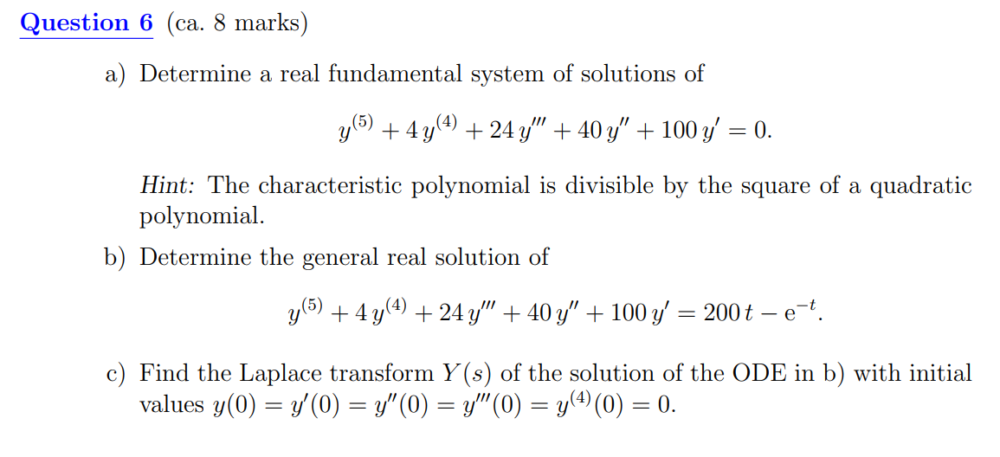 Question 6 (ca. 8 marks)
a) Determine a real fundamental system of solutions of
y⁽⁵⁾ + 4 y⁽⁴⁾ + 24 y‴ + 40 y″ + 100 y′ = 0.
Hint: The characteristic polynomial is divisible by the square of a quadratic
polynomial.
b) Determine the general real solution of
y⁽⁵⁾ + 4 y⁽⁴⁾ + 24 y‴ + 40 y″ + 100 y′ = 200 t − e⁻ᵗ.
c) Find the Laplace transform Y(s) of the solution of the ODE in b) with initial
values y(0) = y′(0) = y″(0) = y‴(0) = y⁽⁴⁾(0) = 0.